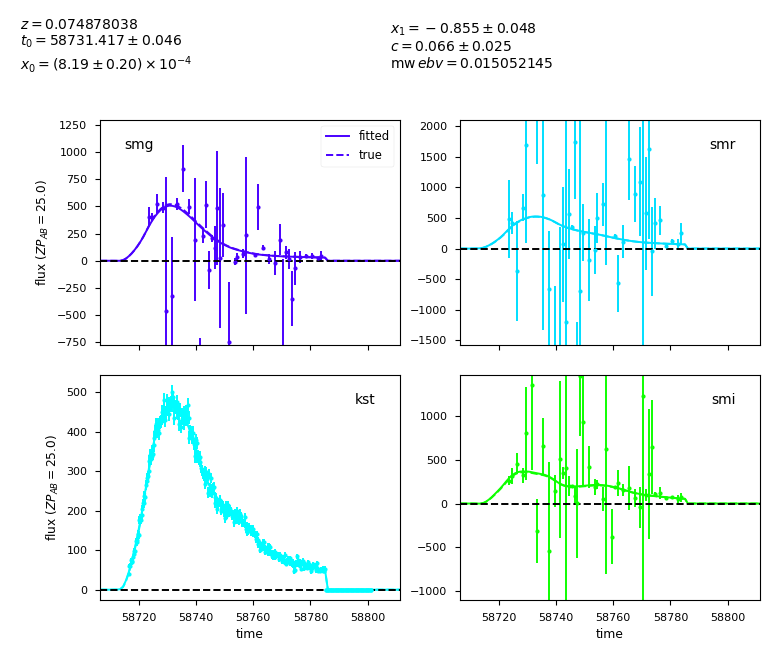 z = 0.074878038
t₀ = 58731.417 ± 0.046
x₀ = (8.19 ± 0.20) × 10⁻⁴
x₁ = −0.855 ± 0.048
c = 0.066 ± 0.025
mw ebv = 0.015052145
smg
fitted
true
1250
1000
750
500
250
0
−250
−500
−750
flux (ZP_AB = 25.0)
smr
2000
1500
1000
500
0
−500
−1000
−1500
kst
500
400
300
200
100
0
flux (ZP_AB = 25.0)
58720 58740 58760 58780 58800
time
smi
1000
500
0
−500
−1000
58720 58740 58760 58780 58800
time